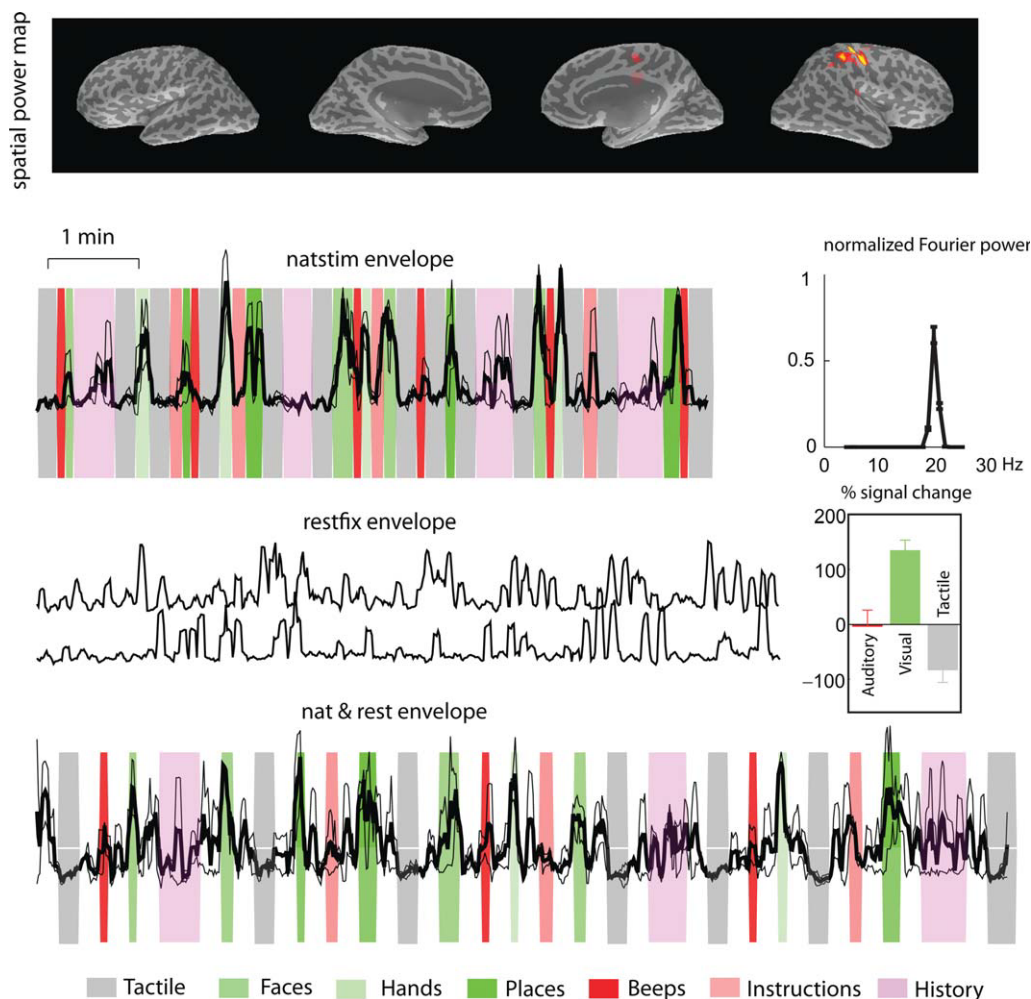 spatial power map
1 min
natstim envelope
normalized Fourier power
1
0.5
0
0 10 20 30 Hz
% signal change
200
100
0
−100
Auditory
Visual
Tactile
restfix envelope
nat & rest envelope
Tactile Faces Hands Places Beeps Instructions History